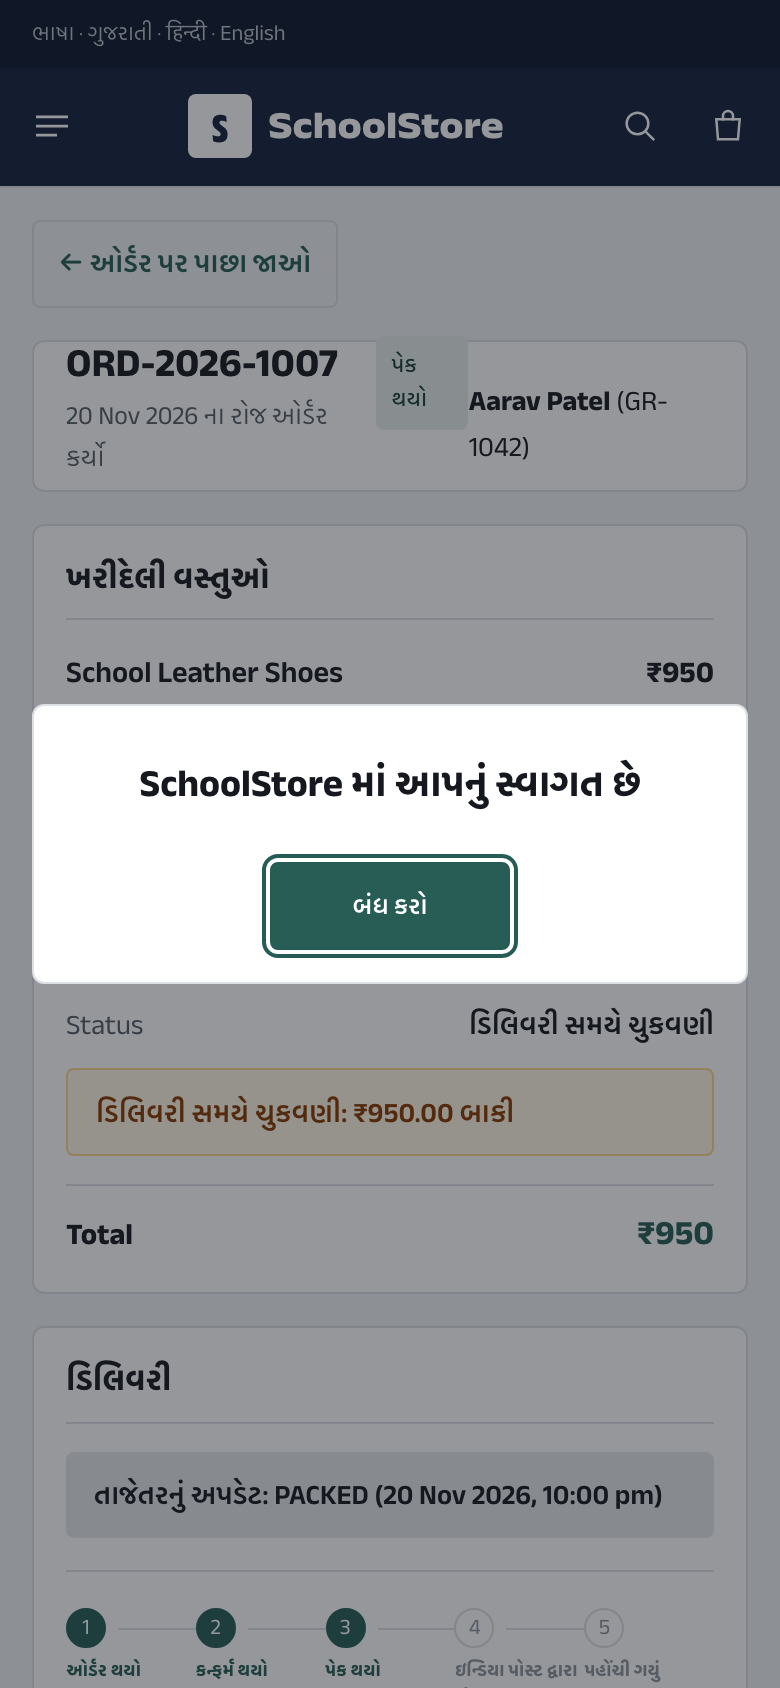 ભાષા · ગુજરાતી · हिन्दी · English
S SchoolStore
← ઓર્ડર પર પાછા જાઓ
ORD-2026-1007
20 Nov 2026 ના રોજ ઓર્ડર
કર્યો
પેક
થયો
Aarav Patel (GR-
1042)
ખરીદેલી વસ્તુઓ
School Leather Shoes ₹950
SchoolStore માં આપનું સ્વાગત છે
બંધ કરો
Status ડિલિવરી સમયે ચુકવણી
ડિલિવરી સમયે ચુકવણી: ₹950.00 બાકી
Total ₹950
ડિલિવરી
તાજેતરનું અપડેટ: PACKED (20 Nov 2026, 10:00 pm)
1 2 3 4 5
ઓર્ડર થયો કન્ફર્મ થયો પેક થયો ઇન્ડિયા પોસ્ટ દ્વારા પહોંચી ગયું